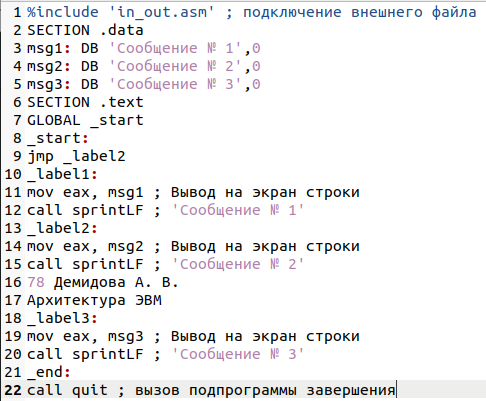 1 %include 'in_out.asm' ; подключение внешнего файла
2 SECTION .data
3 msg1: DB 'Сообщение № 1',0
4 msg2: DB 'Сообщение № 2',0
5 msg3: DB 'Сообщение № 3',0
6 SECTION .text
7 GLOBAL _start
8 _start:
9 jmp _label2
10 _label1:
11 mov eax, msg1 ; Вывод на экран строки
12 call sprintLF ; 'Сообщение № 1'
13 _label2:
14 mov eax, msg2 ; Вывод на экран строки
15 call sprintLF ; 'Сообщение № 2'
16 78 Демидова А. В.
17 Архитектура ЭВМ
18 _label3:
19 mov eax, msg3 ; Вывод на экран строки
20 call sprintLF ; 'Сообщение № 3'
21 _end:
22 call quit ; вызов подпрограммы завершения